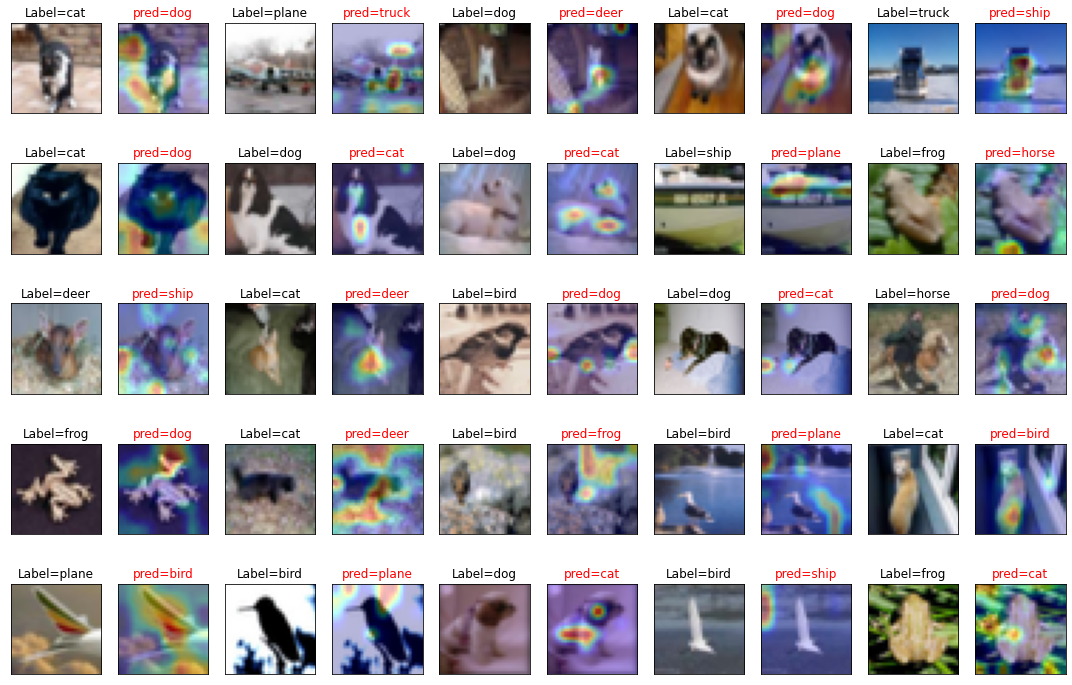 Label=cat pred=dog Label=plane pred=truck Label=dog pred=deer Label=cat pred=dog Label=truck pred=ship
Label=cat pred=dog Label=dog pred=cat Label=dog pred=cat Label=ship pred=plane Label=frog pred=horse
Label=deer pred=ship Label=cat pred=deer Label=bird pred=dog Label=dog pred=cat Label=horse pred=dog
Label=frog pred=dog Label=cat pred=deer Label=bird pred=frog Label=bird pred=plane Label=cat pred=bird
Label=plane pred=bird Label=bird pred=plane Label=dog pred=cat Label=bird pred=ship Label=frog pred=cat